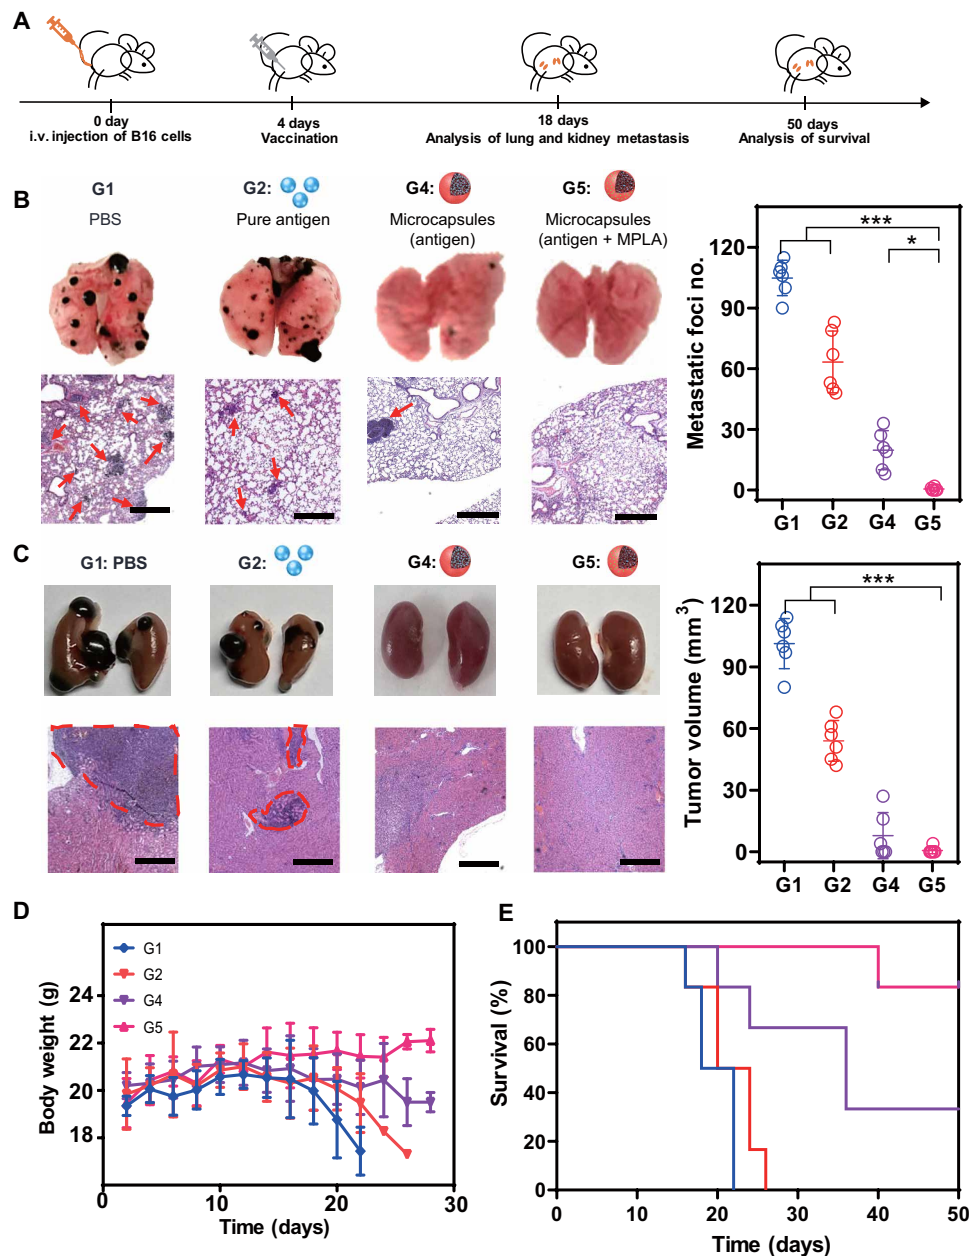 A
0 day
i.v. injection of B16 cells
4 days
Vaccination
18 days
Analysis of lung and kidney metastasis
50 days
Analysis of survival
B
G1
PBS
G2:
Pure antigen
G4:
Microcapsules
(antigen)
G5:
Microcapsules
(antigen + MPLA)
Metastatic foci no.
120
90
60
30
0
***
*
G1
G2
G4
G5
C
G1: PBS
G2:
G4:
G5:
Tumor volume (mm³)
120
90
60
30
0
***
G1
G2
G4
G5
D
G1
G2
G4
G5
Body weight (g)
24
22
20
18
0
10
20
30
Time (days)
E
Survival (%)
100
80
60
40
20
0
0
10
20
30
40
50
Time (days)